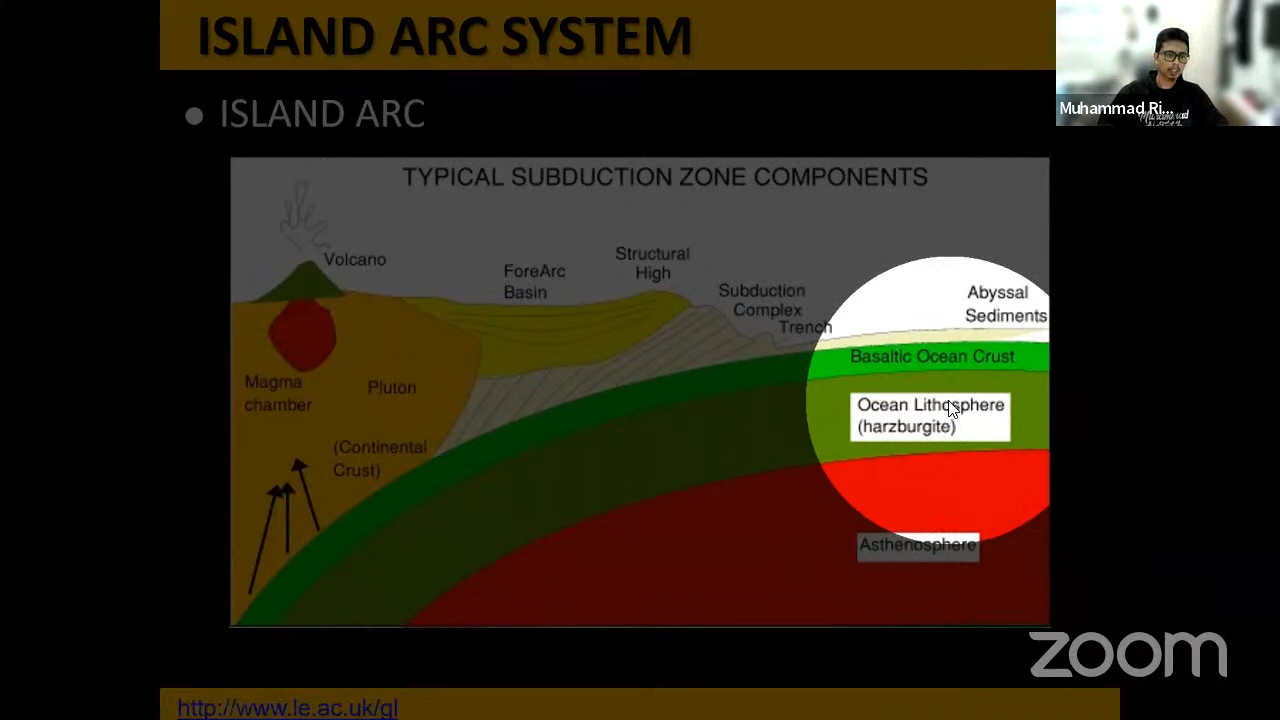 ISLAND ARC SYSTEM
Muhammad Ri...
● ISLAND ARC
TYPICAL SUBDUCTION ZONE COMPONENTS
Volcano
ForeArc
Basin
Structural
High
Subduction
Complex
Trench
Abyssal
Sediments
Basaltic Ocean Crust
Magma
chamber
Pluton
Ocean Lithosphere
(harzburgite)
(Continental
Crust)
Asthenosphere
zoom
http://www.le.ac.uk/gl